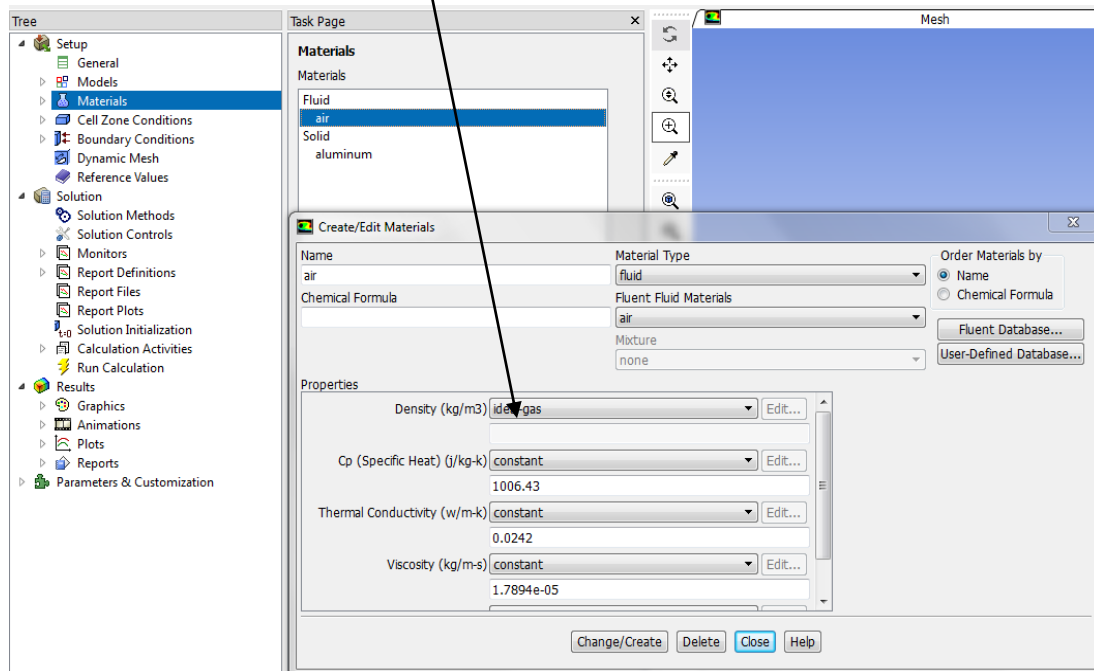 Tree
Setup
General
Models
Materials
Cell Zone Conditions
Boundary Conditions
Dynamic Mesh
Reference Values
Solution
Solution Methods
Solution Controls
Monitors
Report Definitions
Report Files
Report Plots
t=0 Solution Initialization
Calculation Activities
Run Calculation
Results
Graphics
Animations
Plots
Reports
Parameters & Customization
Task Page
Materials
Materials
Fluid
air
Solid
aluminum
Mesh
Create/Edit Materials
Name
air
Chemical Formula
Material Type
fluid
Fluent Fluid Materials
air
Mixture
none
Order Materials by
Name
Chemical Formula
Fluent Database...
User-Defined Database...
Properties
Density (kg/m3) ideal-gas Edit...
Cp (Specific Heat) (j/kg-k) constant Edit...
1006.43
Thermal Conductivity (w/m-k) constant Edit...
0.0242
Viscosity (kg/m-s) constant Edit...
1.7894e-05
Change/Create Delete Close Help